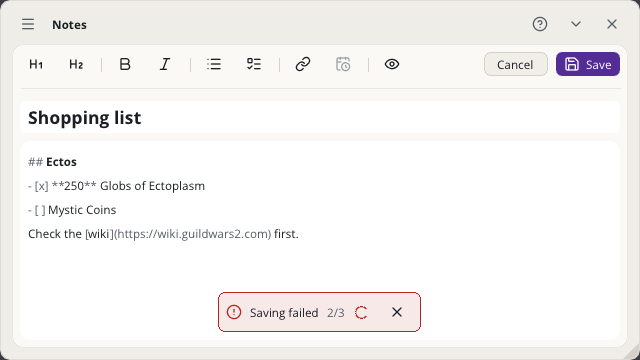 Notes
H1 H2 B I Cancel Save
Shopping list
## Ectos
- [x] **250** Globs of Ectoplasm
- [ ] Mystic Coins
Check the [wiki](https://wiki.guildwars2.com) first.
Saving failed 2/3